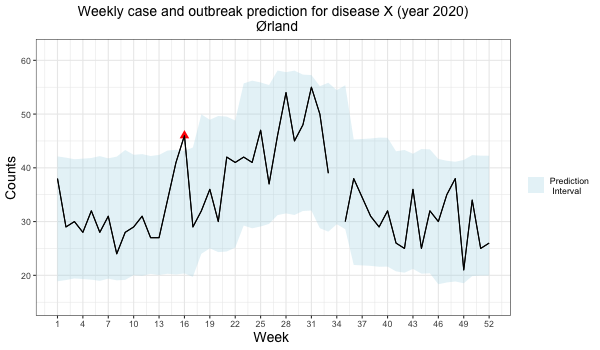 Weekly case and outbreak prediction for disease X (year 2020)
Ørland
60
50
40
30
20
Counts
1 4 7 10 13 16 19 22 25 28 31 34 37 40 43 46 49 52
Week
Prediction
Interval